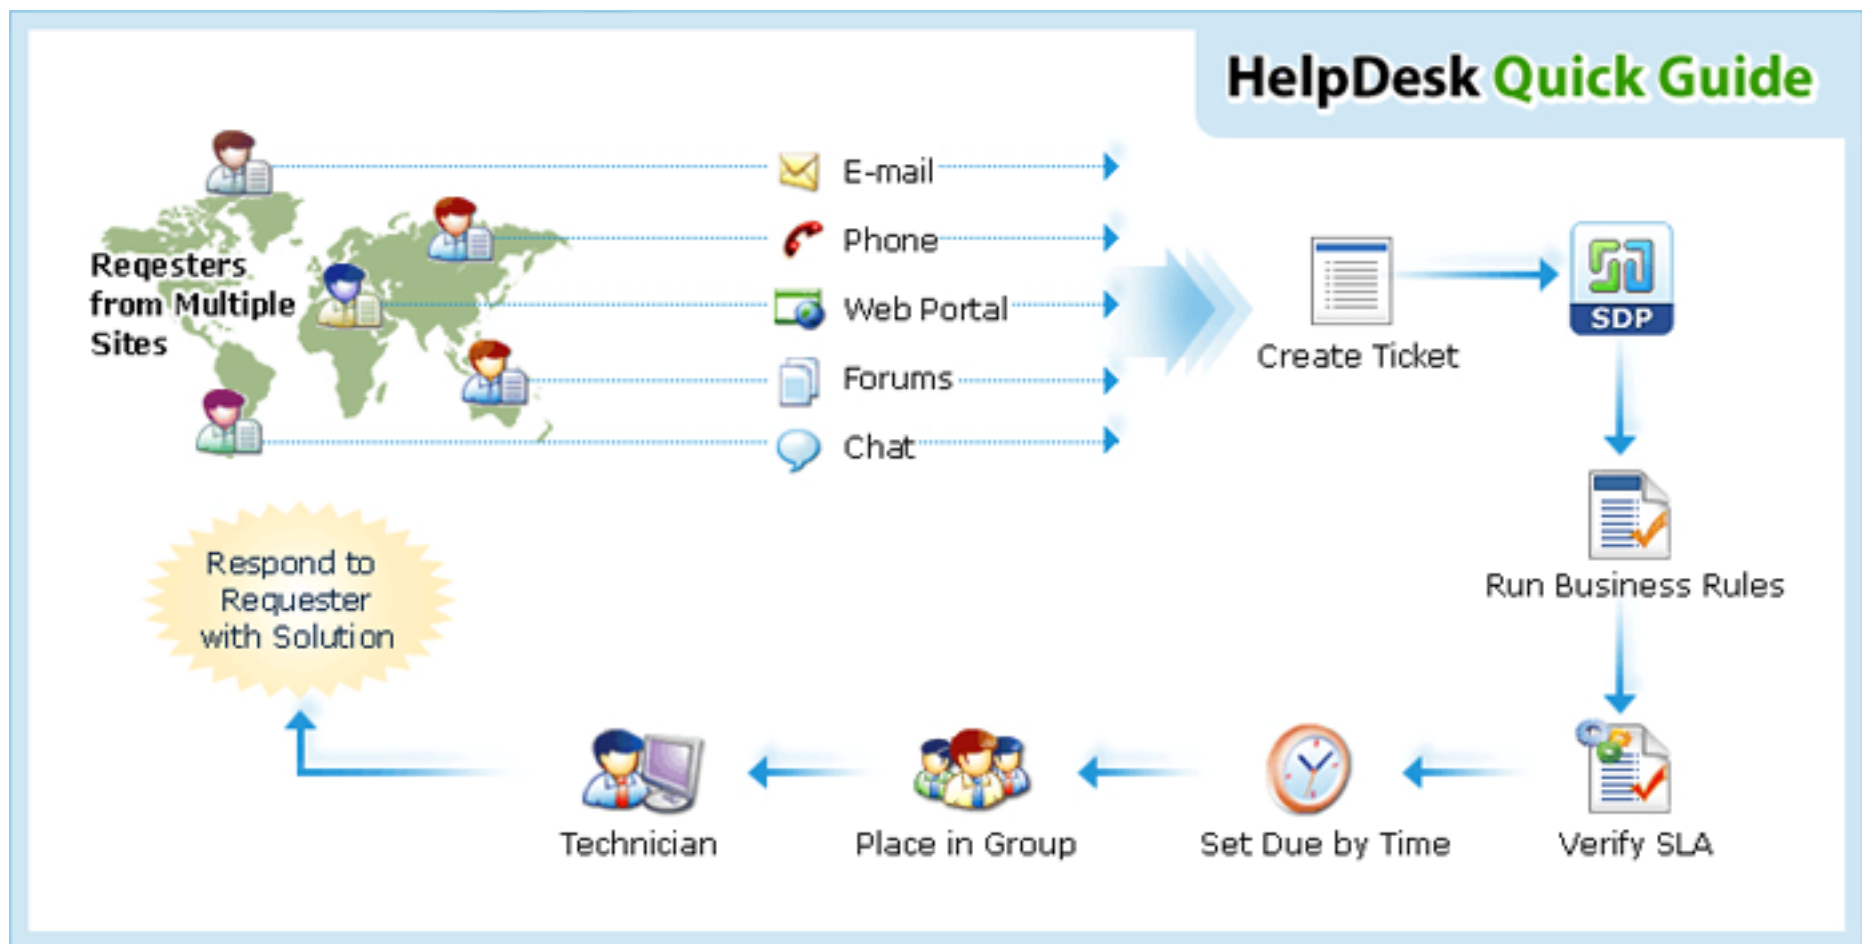 HelpDesk Quick Guide
Reqesters
from Multiple
Sites
E-mail
Phone
Web Portal
Forums
Chat
Create Ticket
SDP
Run Business Rules
Verify SLA
Set Due by Time
Place in Group
Technician
Respond to
Requester
with Solution